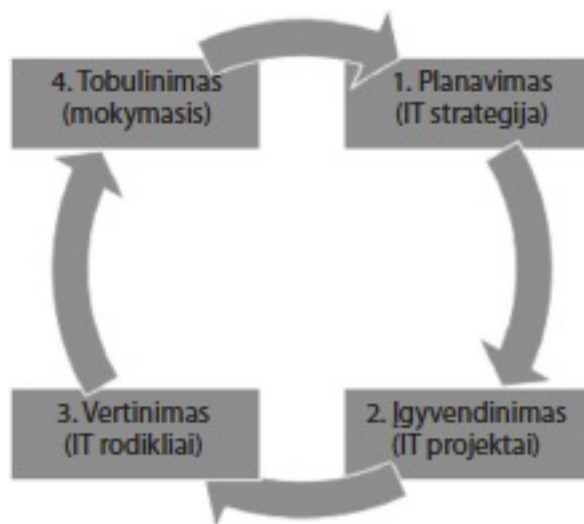 4. Tobulinimas
(mokymasis)
1. Planavimas
(IT strategija)
3. Vertinimas
(IT rodikliai)
2. Įgyvendinimas
(IT projektai)